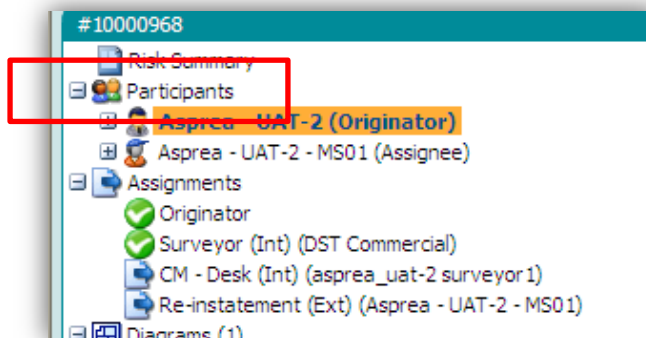 #10000968
Risk Summary
Participants
Asprea - UAT-2 (Originator)
Asprea - UAT-2 - MS01 (Assignee)
Assignments
Originator
Surveyor (Int) (DST Commercial)
CM - Desk (Int) (asprea_uat-2 surveyor1)
Re-instatement (Ext) (Asprea - UAT-2 - MS01)
Diagrams (1)